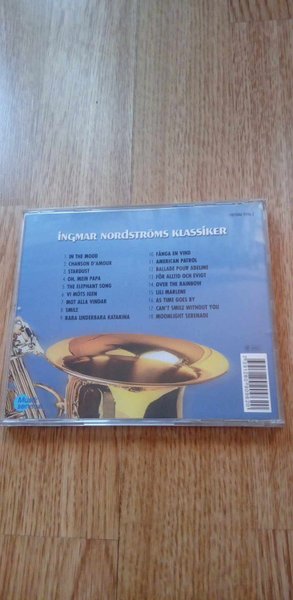 INGMAR NORDSTRÖMS KLASSIKER
1 IN THE MOOD
2 CHANSON D'AMOUR
3 STARDUST
4 OH, MEIN PAPA
5 THE ELEPHANT SONG
6 VI MÖTS IGEN
7 MOT ALLA VINDAR
8 SMILE
9 BARA UNDERBARA KATARINA
10 FÅNGA EN VIND
11 AMERICAN PATROL
12 BALLADE POUR ADELINE
13 FÖR ALLTID OCH EVIGT
14 OVER THE RAINBOW
15 LILI MARLENE
16 AS TIME GOES BY
17 CAN'T SMILE WITHOUT YOU
18 MOONLIGHT SERENADE